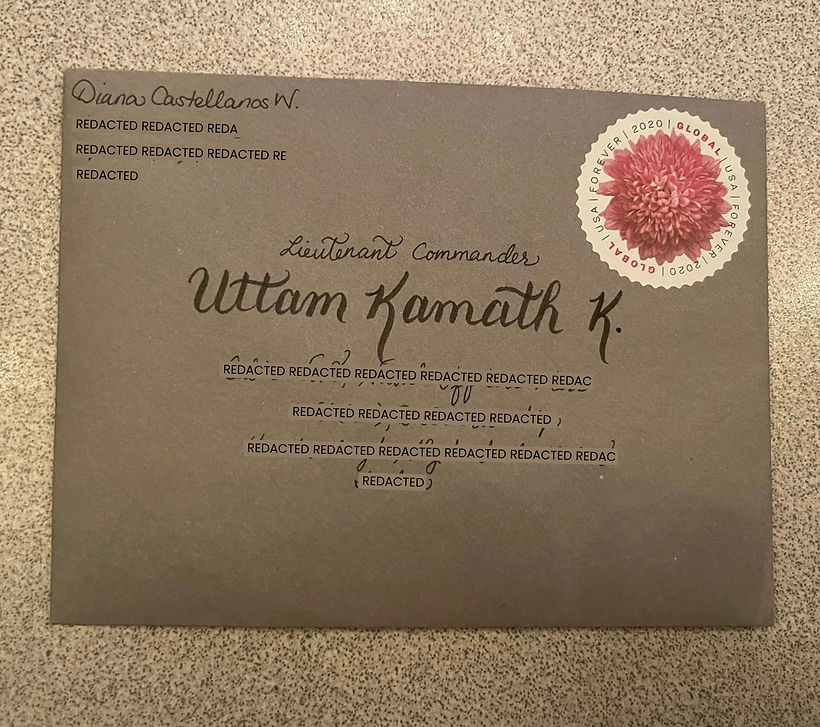 Diana Castellanos W.
REDACTED REDACTED REDA
REDACTED REDACTED REDACTED RE
REDACTED
GLOBAL | USA | FOREVER | 2020 | GLOBAL | USA | FOREVER | 2020 |
Lieutenant Commander
Uttam Kamath K.
REDACTED REDACTED REDACTED REDACTED REDACTED REDAC
REDACTED REDACTED REDACTED REDACTED ,
REDACTED REDACTED REDACTED REDACTED REDACTED REDAC
(REDACTED)